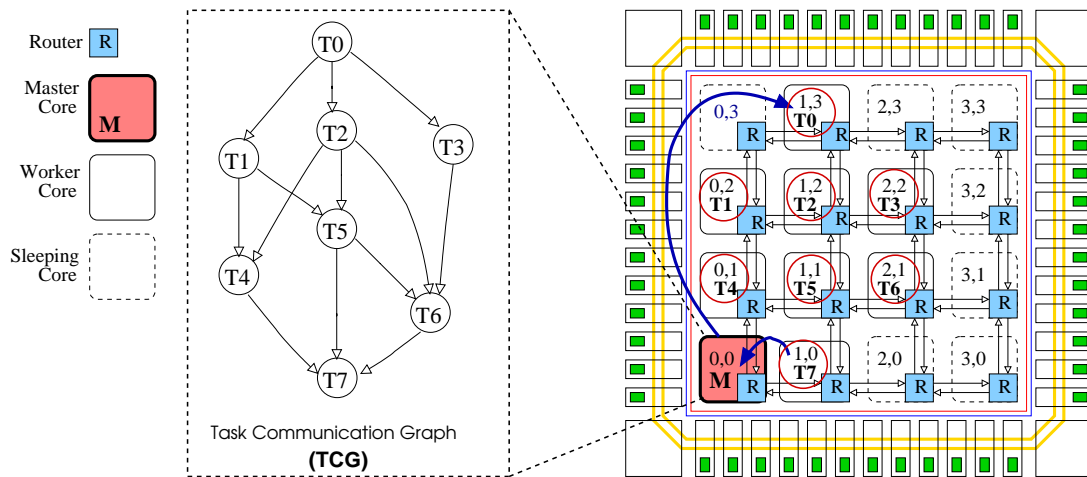 Router R
Master
Core
M
Worker
Core
Sleeping
Core
T0
T1
T2
T3
T5
T4
T6
T7
Task Communication Graph
(TCG)
0,3
1,3
T0
2,3
3,3
R
R
R
R
0,2
T1
1,2
T2
2,2
T3
3,2
R
R
R
R
0,1
T4
1,1
T5
2,1
T6
3,1
R
R
R
R
0,0
M
1,0
T7
2,0
3,0
R
R
R
R